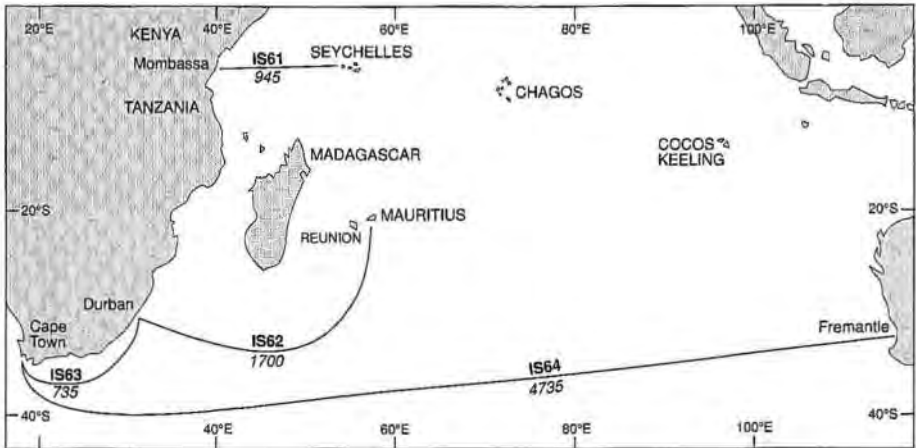 20°E
40°E
60°E
80°E
100°E
KENYA
IS61
SEYCHELLES
Mombassa
945
CHAGOS
TANZANIA
COCOS
KEELING
MADAGASCAR
20°S
MAURITIUS
20°S
REUNION
Durban
Cape
Town
Fremantle
IS62
1700
IS64
4735
IS63
735
40°S
40°S
20°E
40°E
60°E
80°E
100°E